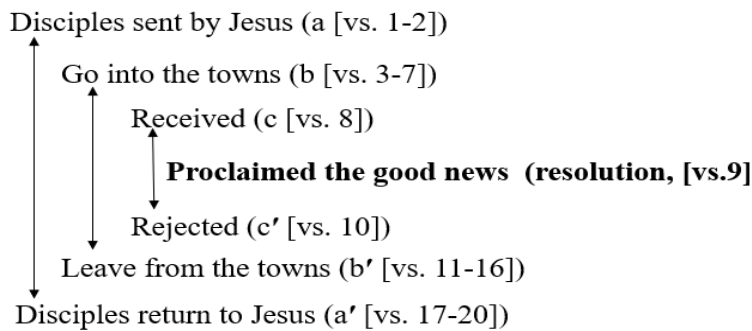 Disciples sent by Jesus (a [vs. 1-2])
Go into the towns (b [vs. 3-7])
Received (c [vs. 8])
Proclaimed the good news (resolution, [vs.9]
Rejected (c′ [vs. 10])
Leave from the towns (b′ [vs. 11-16])
Disciples return to Jesus (a′ [vs. 17-20])